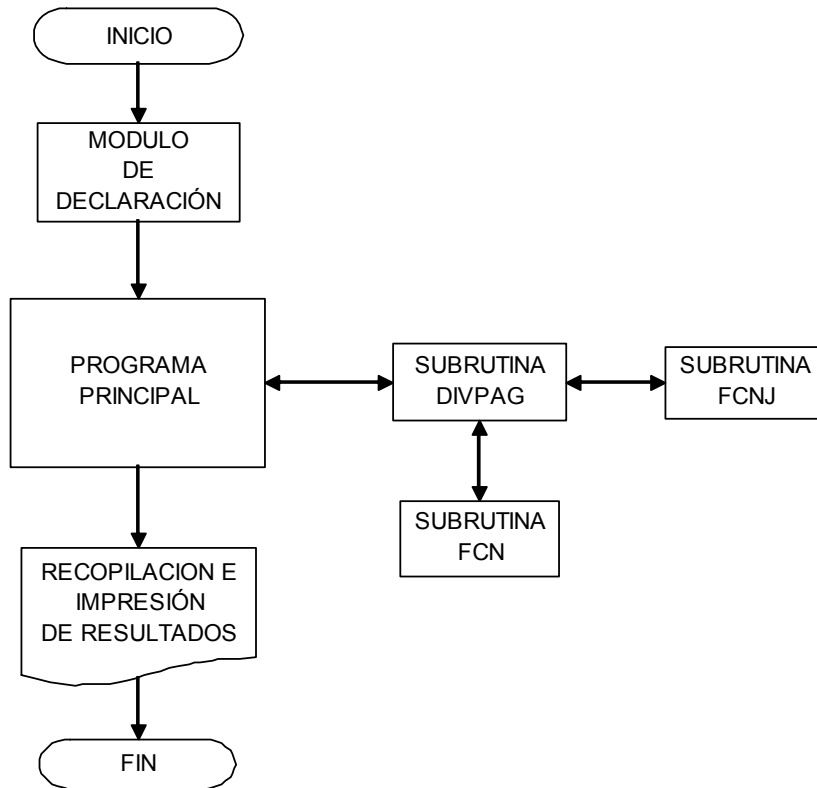 INICIO
MODULO
DE
DECLARACIÓN
PROGRAMA
PRINCIPAL
SUBRUTINA
DIVPAG
SUBRUTINA
FCNJ
SUBRUTINA
FCN
RECOPILACION E
IMPRESIÓN
DE RESULTADOS
FIN